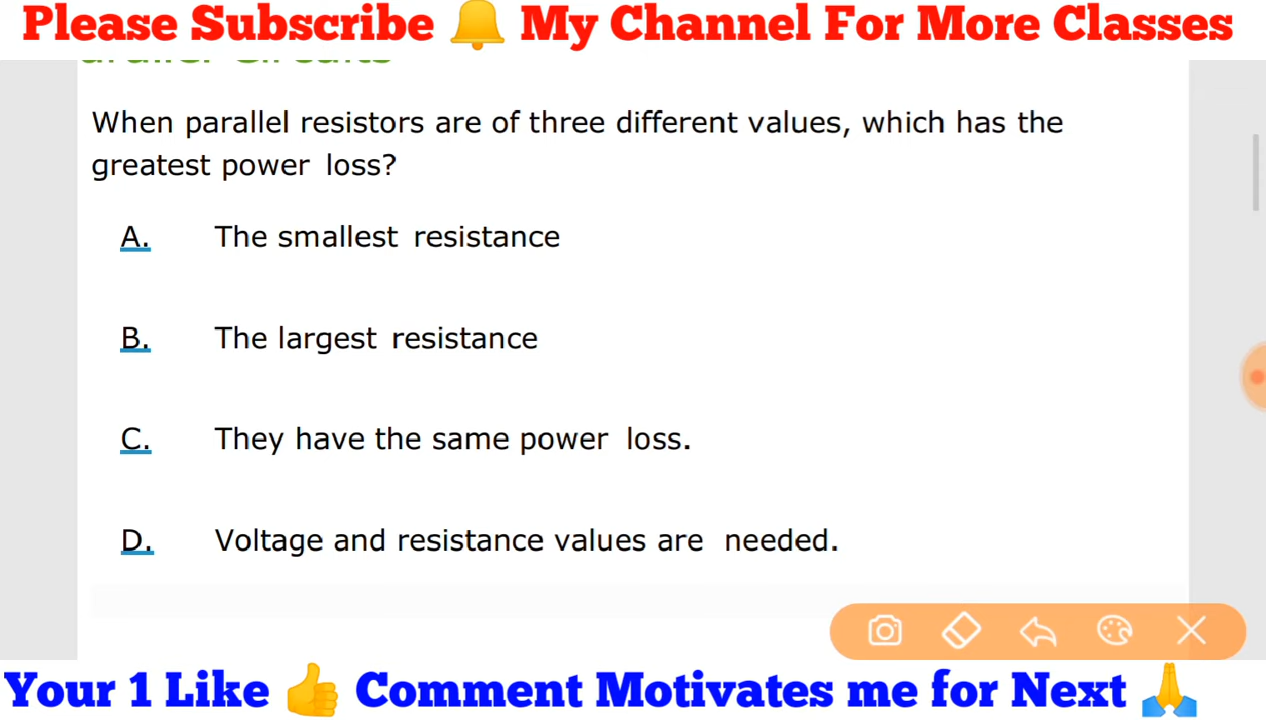 Please Subscribe 🔔 My Channel For More Classes
When parallel resistors are of three different values, which has the
greatest power loss?
A. The smallest resistance
B. The largest resistance
C. They have the same power loss.
D. Voltage and resistance values are needed.
Your 1 Like 👍 Comment Motivates me for Next 🙏